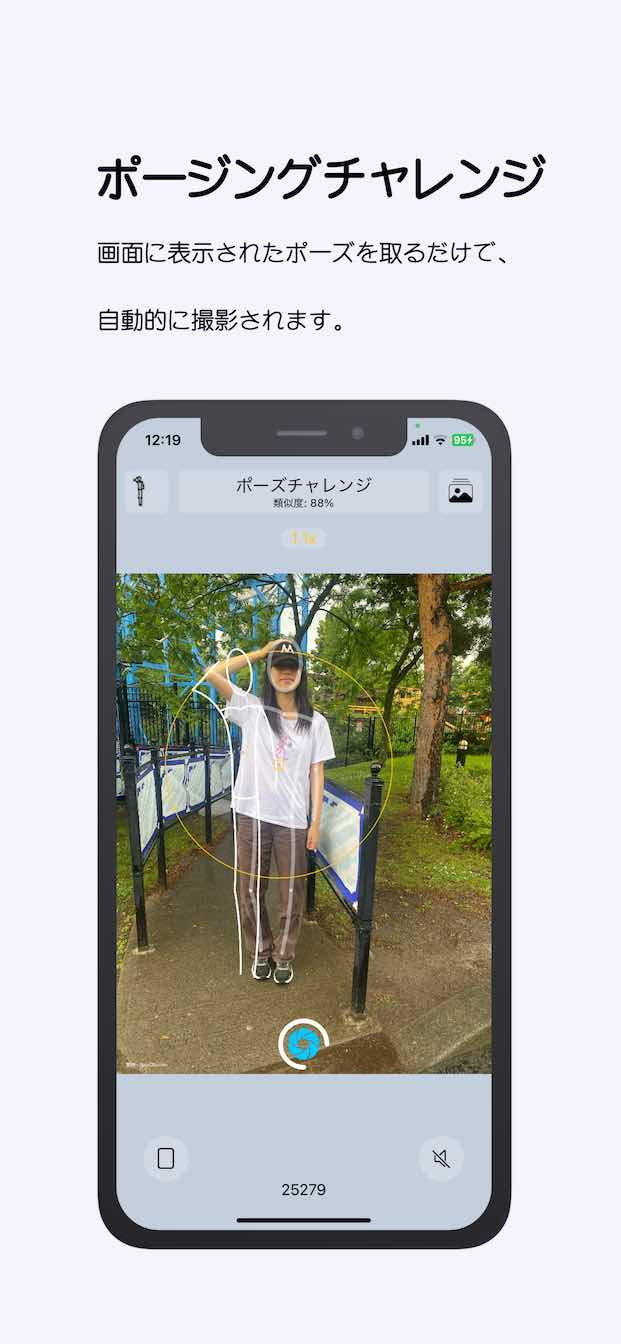 ポージングチャレンジ
画面に表示されたポーズを取るだけで、
自動的に撮影されます。
12:19
95
ポーズチャレンジ
類似度: 88%
1.1x
M
25279